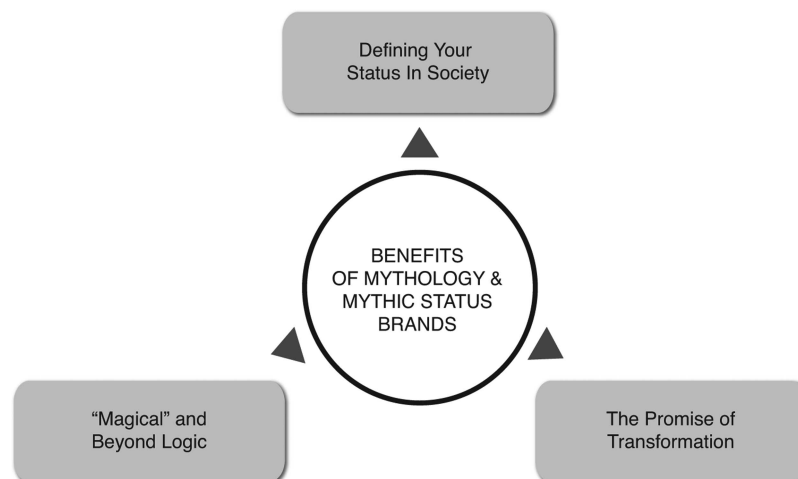 Defining Your
Status In Society
BENEFITS
OF MYTHOLOGY &
MYTHIC STATUS
BRANDS
“Magical” and
Beyond Logic
The Promise of
Transformation